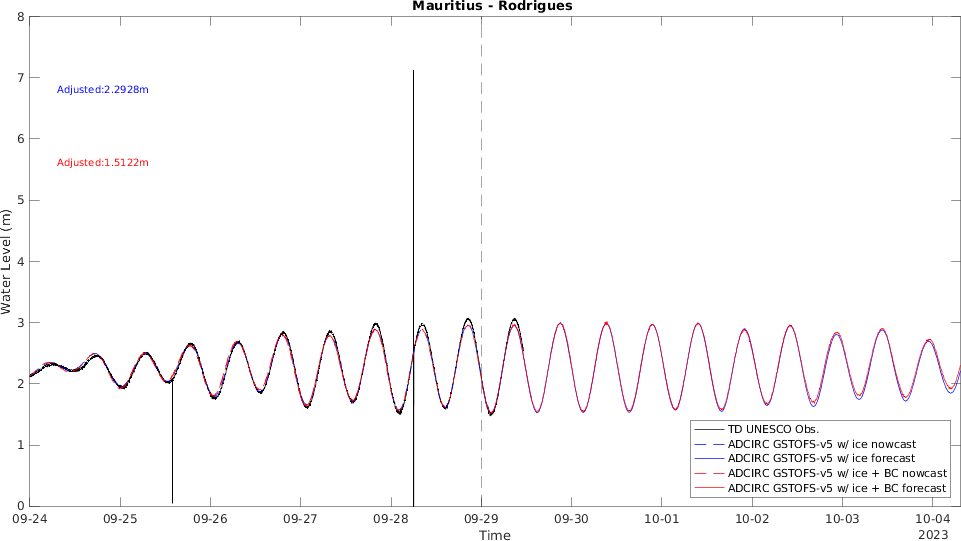 Mauritius - Rodrigues
8
7
6
5
4
3
2
1
0
Water Level (m)
Adjusted:2.2928m
Adjusted:1.5122m
TD UNESCO Obs.
ADCIRC GSTOFS-v5 w/ ice nowcast
ADCIRC GSTOFS-v5 w/ ice forecast
ADCIRC GSTOFS-v5 w/ ice + BC nowcast
ADCIRC GSTOFS-v5 w/ ice + BC forecast
09-24 09-25 09-26 09-27 09-28 09-29 09-30 10-01 10-02 10-03 10-04
2023
Time